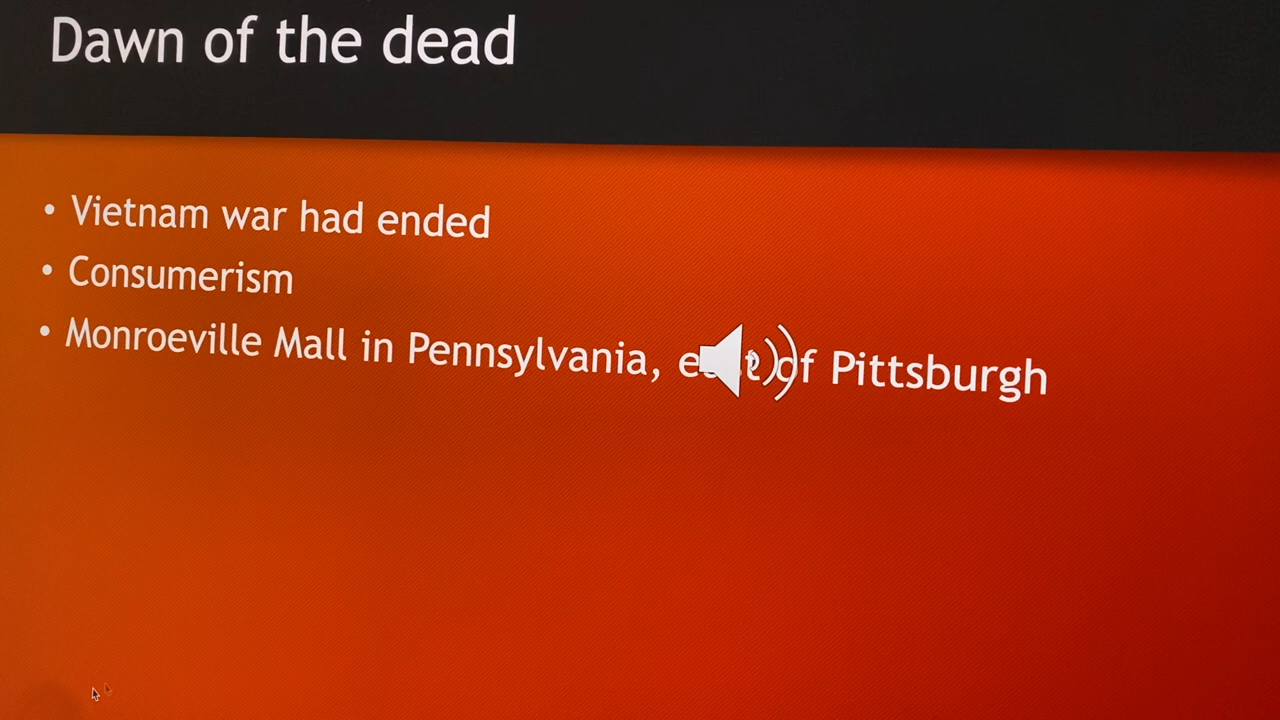 Dawn of the dead
• Vietnam war had ended
• Consumerism
• Monroeville Mall in Pennsylvania, of Pittsburgh